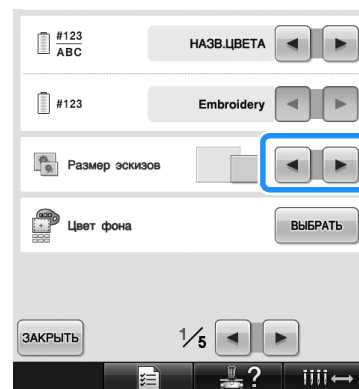 #123
ABC
НАЗВ.ЦВЕТА
#123
Embroidery
Размер эскизов
Цвет фона
ВЫБРАТЬ
ЗАКРЫТЬ
1/5
?